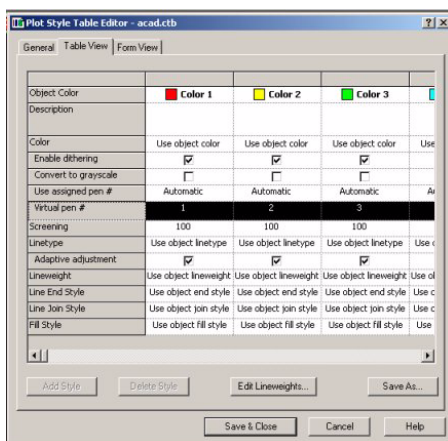 Plot Style Table Editor - acad.ctb
General Table View Form View
Object Color Color 1 Color 2 Color 3
Description
Color Use object color Use object color Use object color Use
Enable dithering
Convert to grayscale
Use assigned pen # Automatic Automatic Automatic
Virtual pen # 1 2 3
Screening 100 100 100
Linetype Use object linetype Use object linetype Use object linetype Use
Adaptive adjustment
Lineweight Use object lineweight Use object lineweight Use object lineweight Use
Line End Style Use object end style Use object end style Use object end style Use
Line Join Style Use object join style Use object join style Use object join style Use
Fill Style Use object fill style Use object fill style Use object fill style Use
Add Style Delete Style Edit Lineweights... Save As...
Save & Close Cancel Help